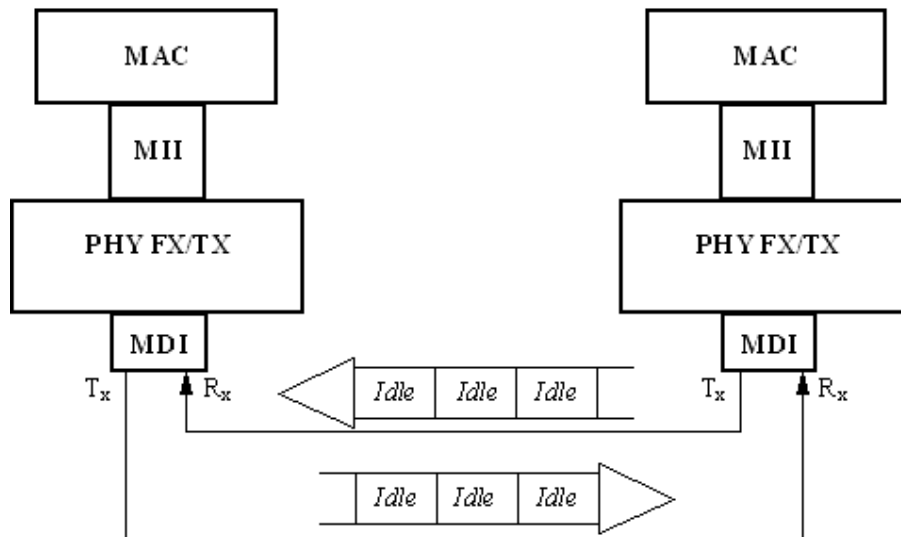 MAC
MAC
MII
MII
PHY FX/TX
PHY FX/TX
MDI
MDI
Tx
Rx
Idle
Idle
Idle
Tx
Rx
Idle
Idle
Idle